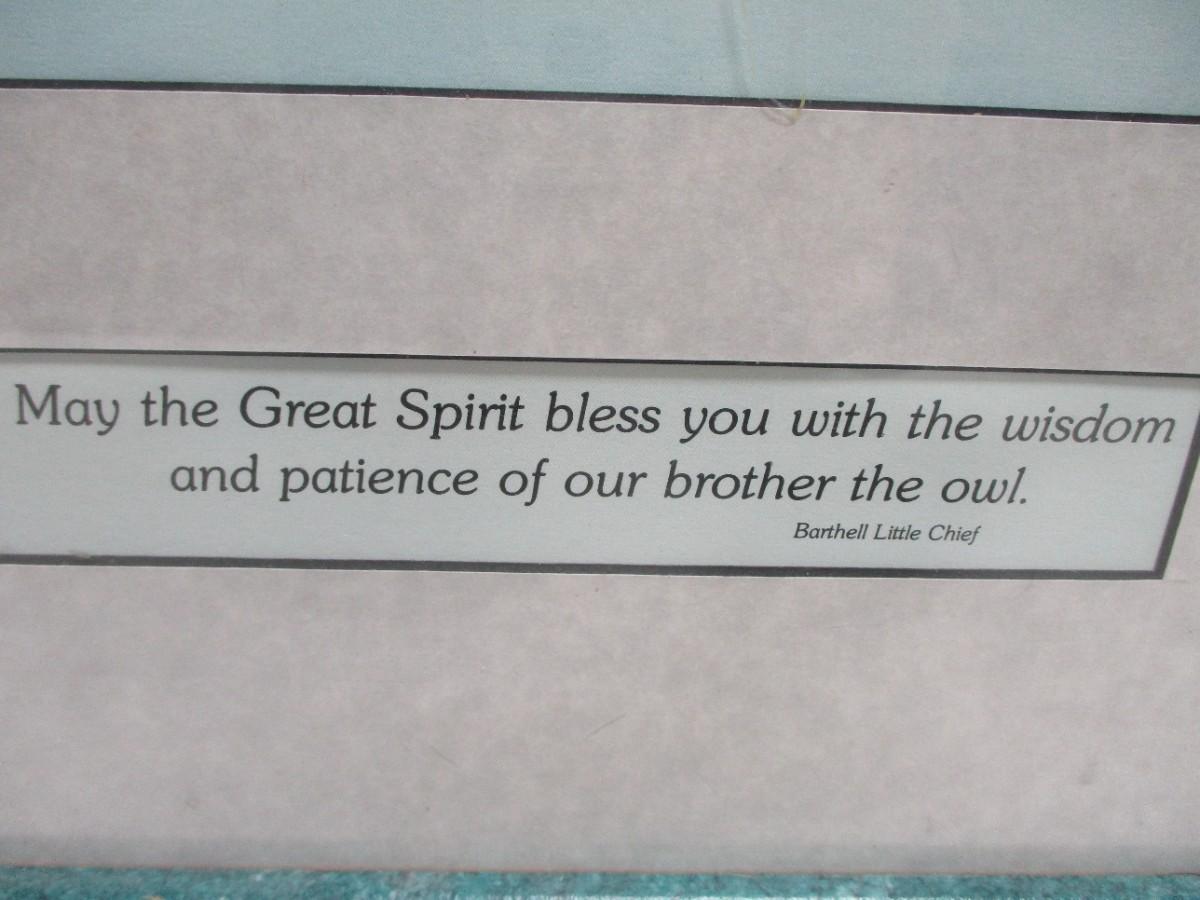 May the Great Spirit bless you with the wisdom
and patience of our brother the owl.
Barthell Little Chief